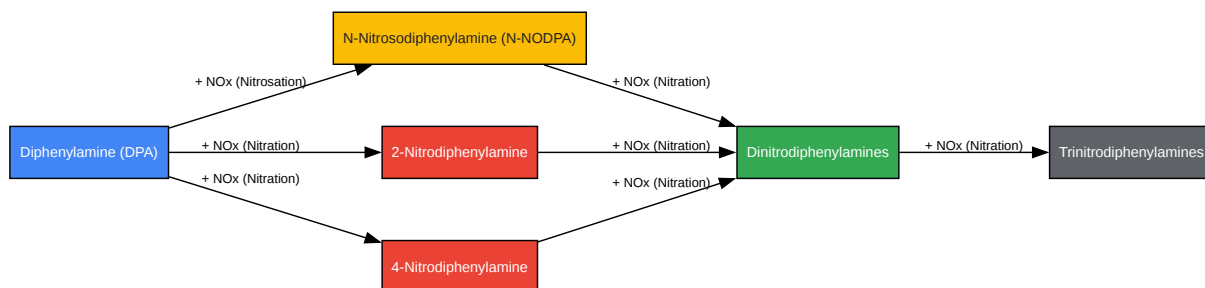 N-Nitrosodiphenylamine (N-NODPA)
+ NOx (Nitrosation)
+ NOx (Nitration)
Diphenylamine (DPA)
+ NOx (Nitration)
2-Nitrodiphenylamine
+ NOx (Nitration)
Dinitrodiphenylamines
+ NOx (Nitration)
Trinitrodiphenylamines
+ NOx (Nitration)
+ NOx (Nitration)
4-Nitrodiphenylamine